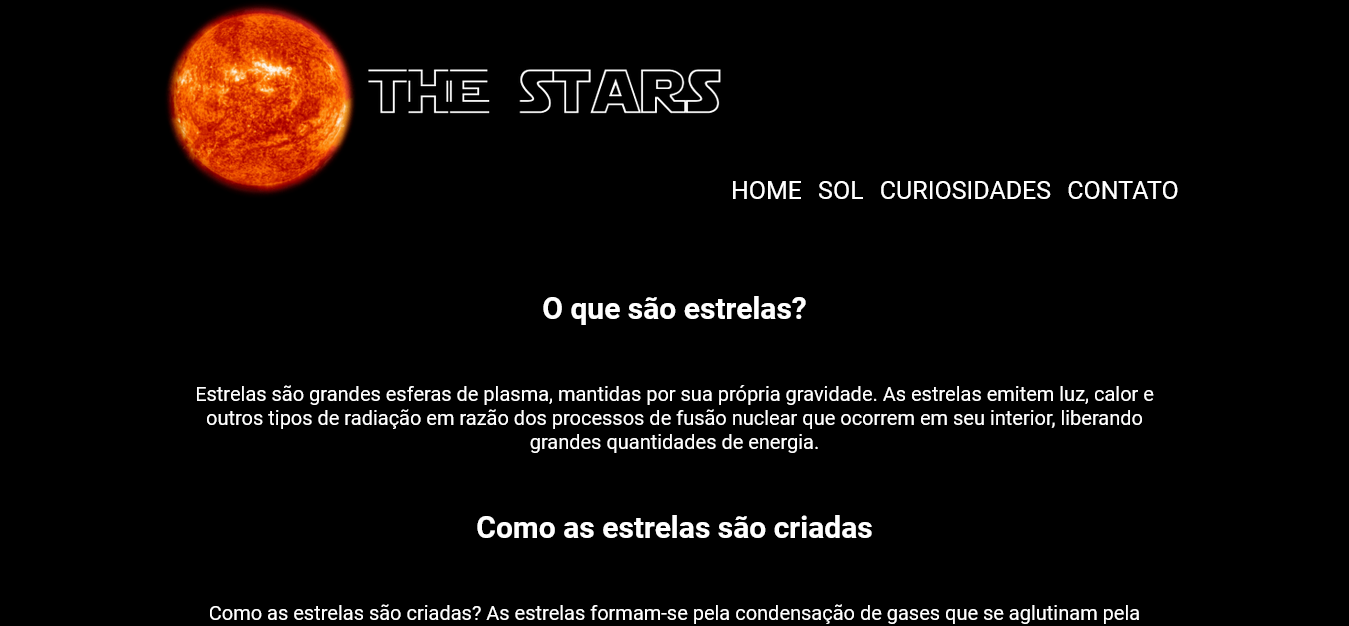 THE STARS
HOME SOL CURIOSIDADES CONTATO
O que são estrelas?
Estrelas são grandes esferas de plasma, mantidas por sua própria gravidade. As estrelas emitem luz, calor e
outros tipos de radiação em razão dos processos de fusão nuclear que ocorrem em seu interior, liberando
grandes quantidades de energia.
Como as estrelas são criadas
Como as estrelas são criadas? As estrelas formam-se pela condensação de gases que se aglutinam pela